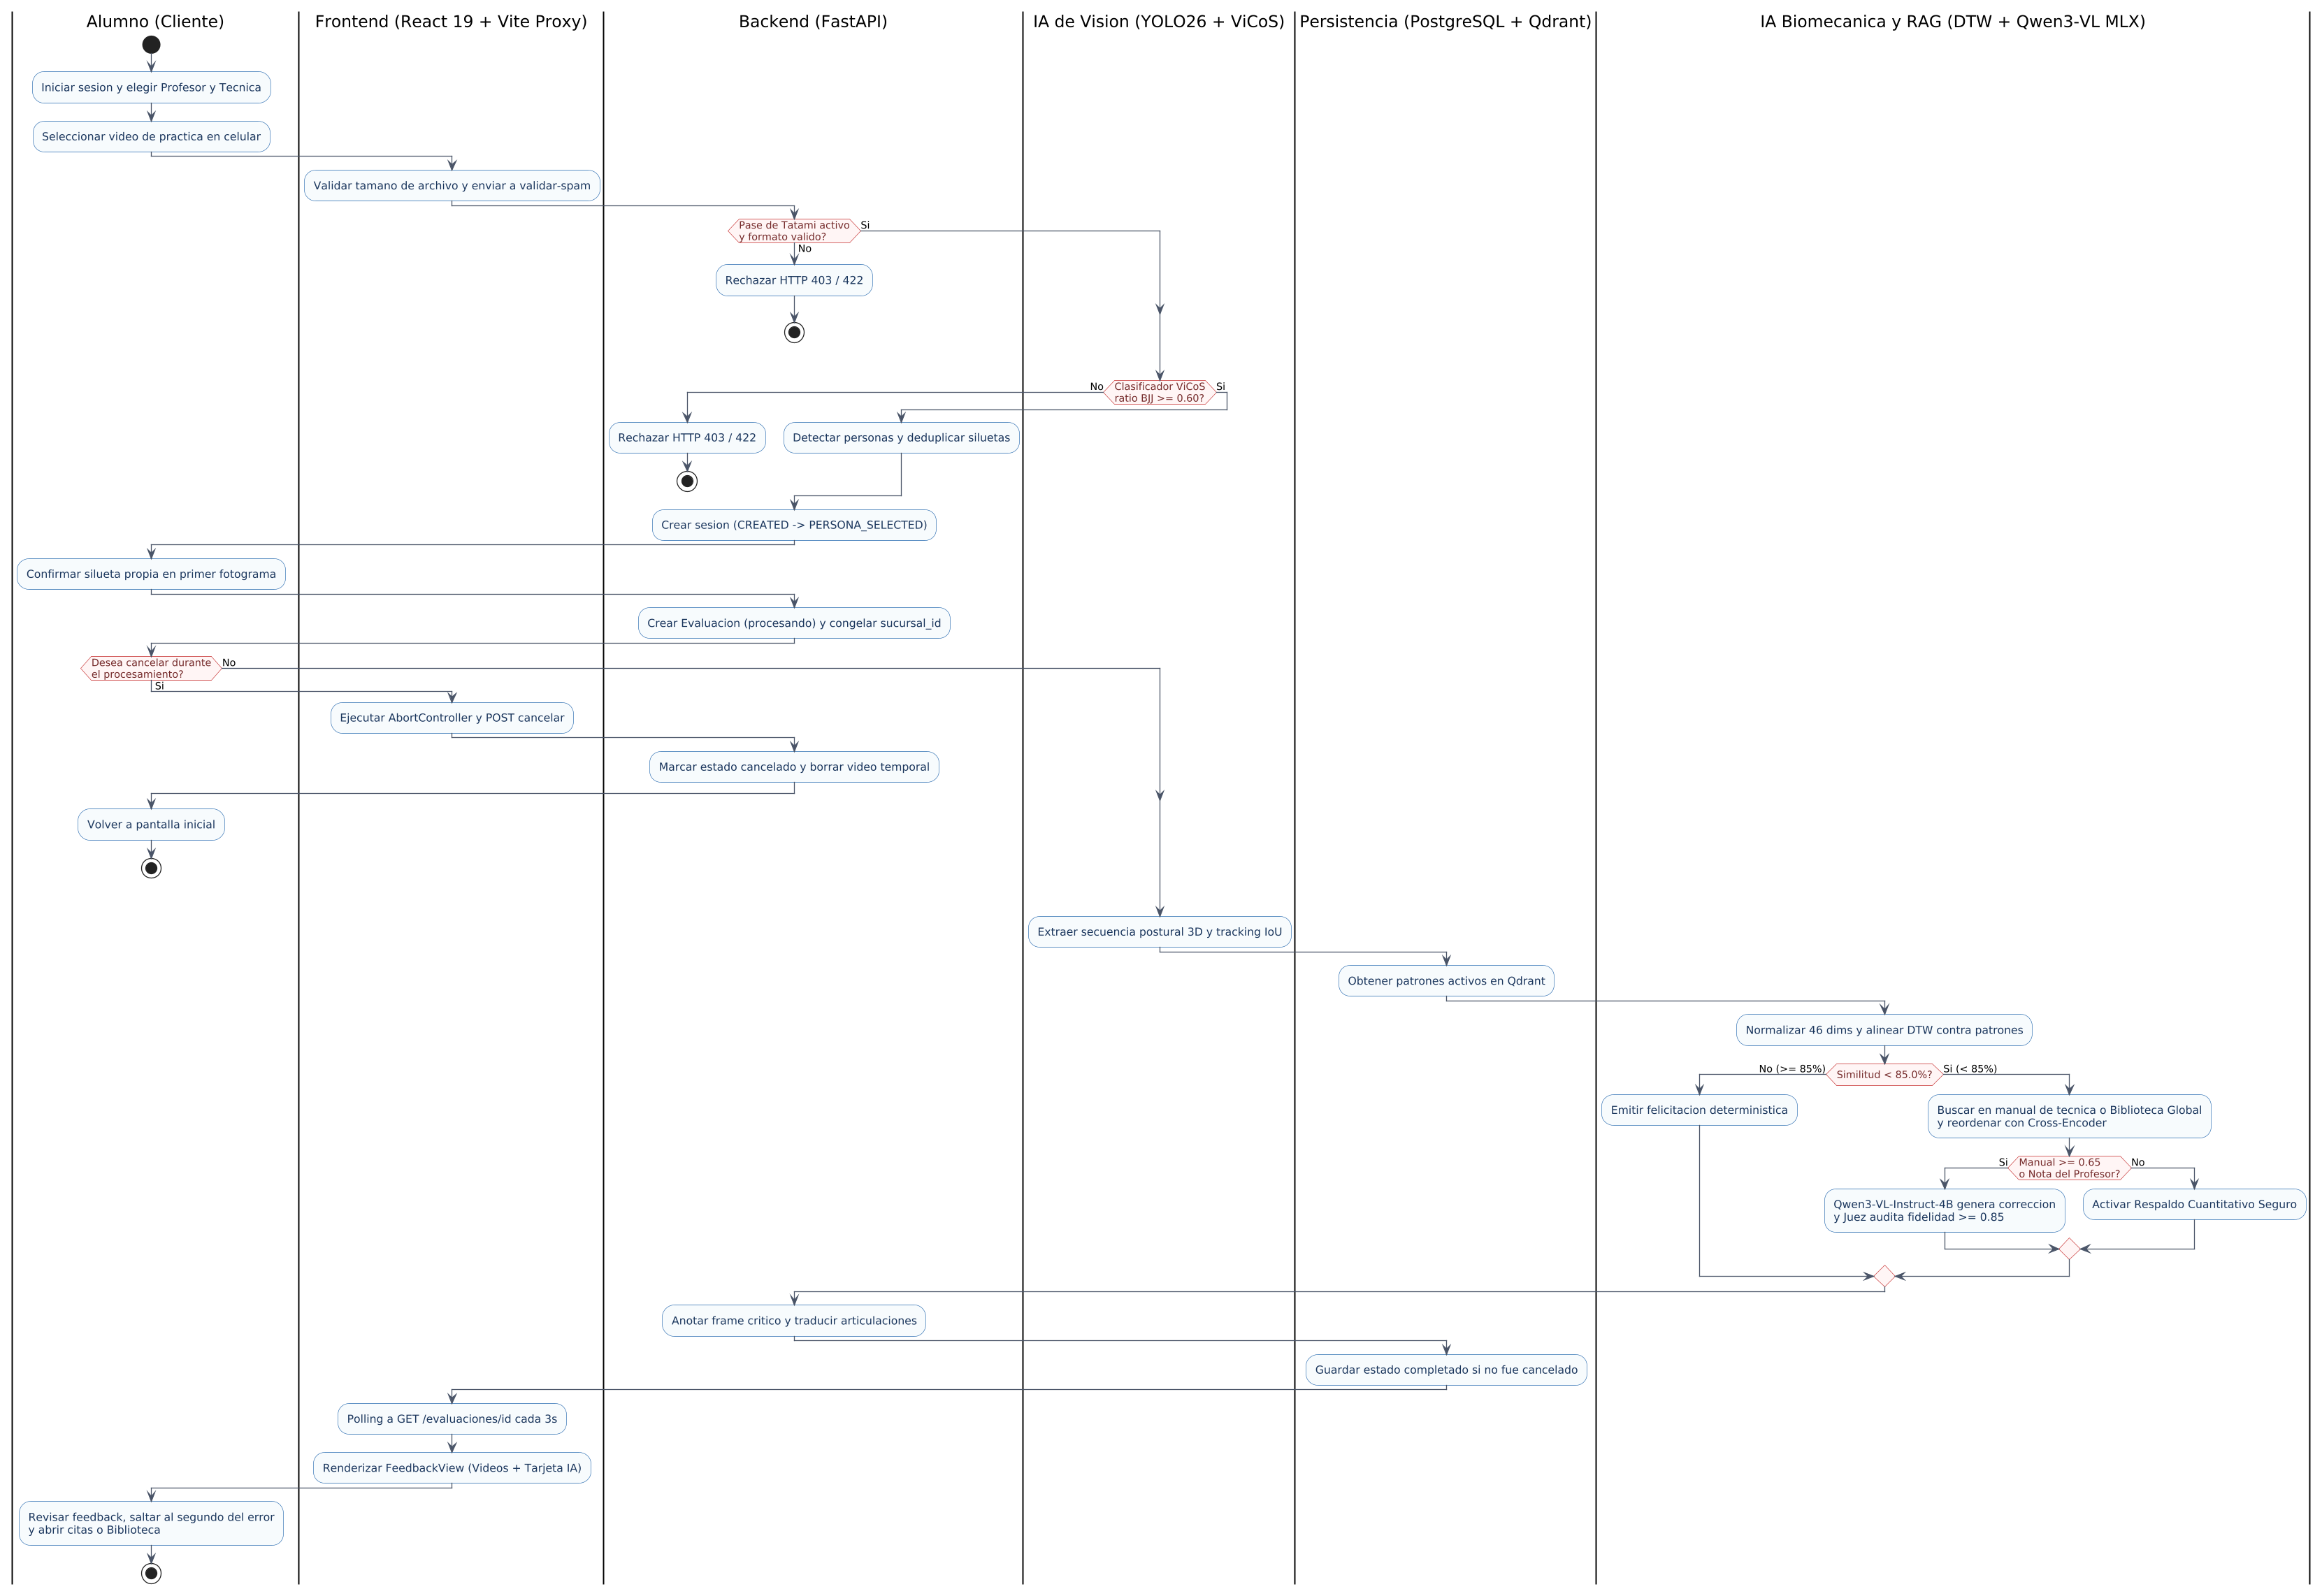 Alumno (Cliente)
Frontend (React 19 + Vite Proxy)
Backend (FastAPI)
IA de Vision (YOLO26 + ViCoS)
Persistencia (PostgreSQL + Qdrant)
IA Biomecanica y RAG (DTW + Qwen3-VL MLX)
Iniciar sesion y elegir Profesor y Tecnica
Seleccionar video de practica en celular
Validar tamano de archivo y enviar a validar-spam
Pase de Tatami activo
y formato valido?
Si
No
Rechazar HTTP 403 / 422
No
Clasificador ViCoS
ratio BJJ >= 0.60?
Si
Rechazar HTTP 403 / 422
Detectar personas y deduplicar siluetas
Crear sesion (CREATED -> PERSONA_SELECTED)
Confirmar silueta propia en primer fotograma
Crear Evaluacion (procesando) y congelar sucursal_id
Desea cancelar durante
el procesamiento?
No
Si
Ejecutar AbortController y POST cancelar
Marcar estado cancelado y borrar video temporal
Volver a pantalla inicial
Extraer secuencia postural 3D y tracking IoU
Obtener patrones activos en Qdrant
Normalizar 46 dims y alinear DTW contra patrones
No (>= 85%)
Similitud < 85.0%?
Si (< 85%)
Emitir felicitacion deterministica
Buscar en manual de tecnica o Biblioteca Global
y reordenar con Cross-Encoder
Si
Manual >= 0.65
o Nota del Profesor?
No
Qwen3-VL-Instruct-4B genera correccion
y Juez audita fidelidad >= 0.85
Activar Respaldo Cuantitativo Seguro
Anotar frame critico y traducir articulaciones
Guardar estado completado si no fue cancelado
Polling a GET /evaluaciones/id cada 3s
Renderizar FeedbackView (Videos + Tarjeta IA)
Revisar feedback, saltar al segundo del error
y abrir citas o Biblioteca